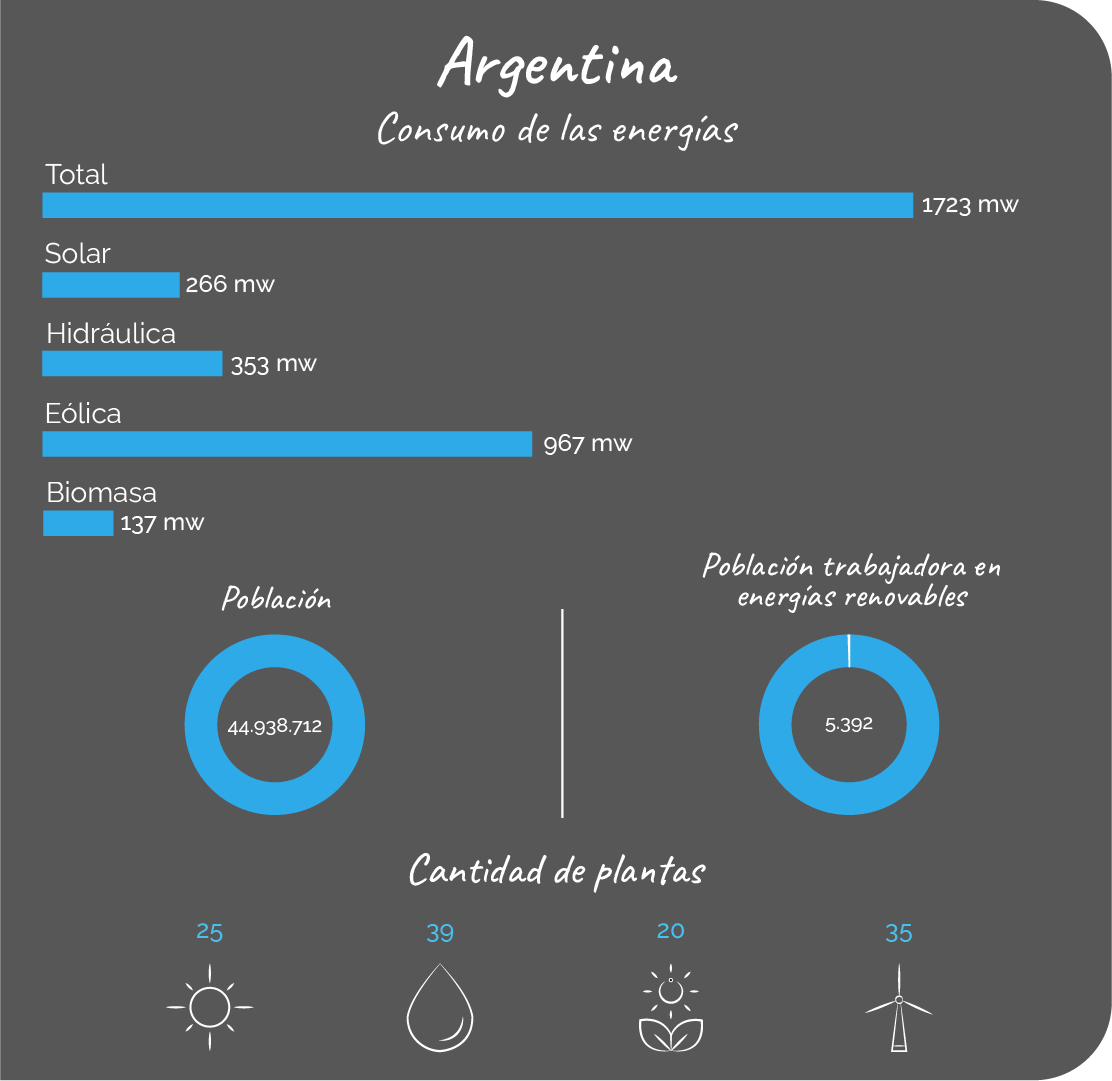 Argentina
Consumo de las energías
Total
1723 mw
Solar
266 mw
Hidráulica
353 mw
Eólica
967 mw
Biomasa
137 mw
Población
44.938.712
Población trabajadora en
energías renovables
5.392
Cantidad de plantas
25
39
20
35